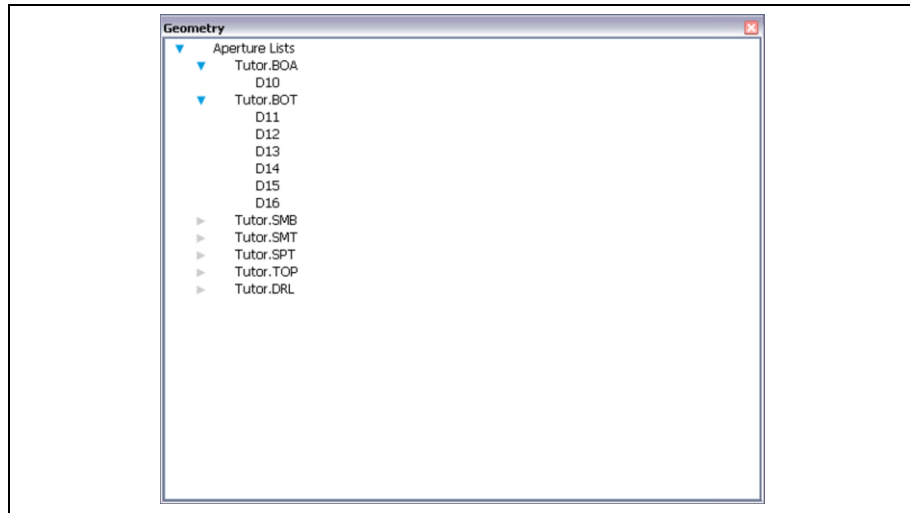 Geometry
Aperture Lists
Tutor.BOA
D10
Tutor.BOT
D11
D12
D13
D14
D15
D16
Tutor.SMB
Tutor.SMT
Tutor.SPT
Tutor.TOP
Tutor.DRL